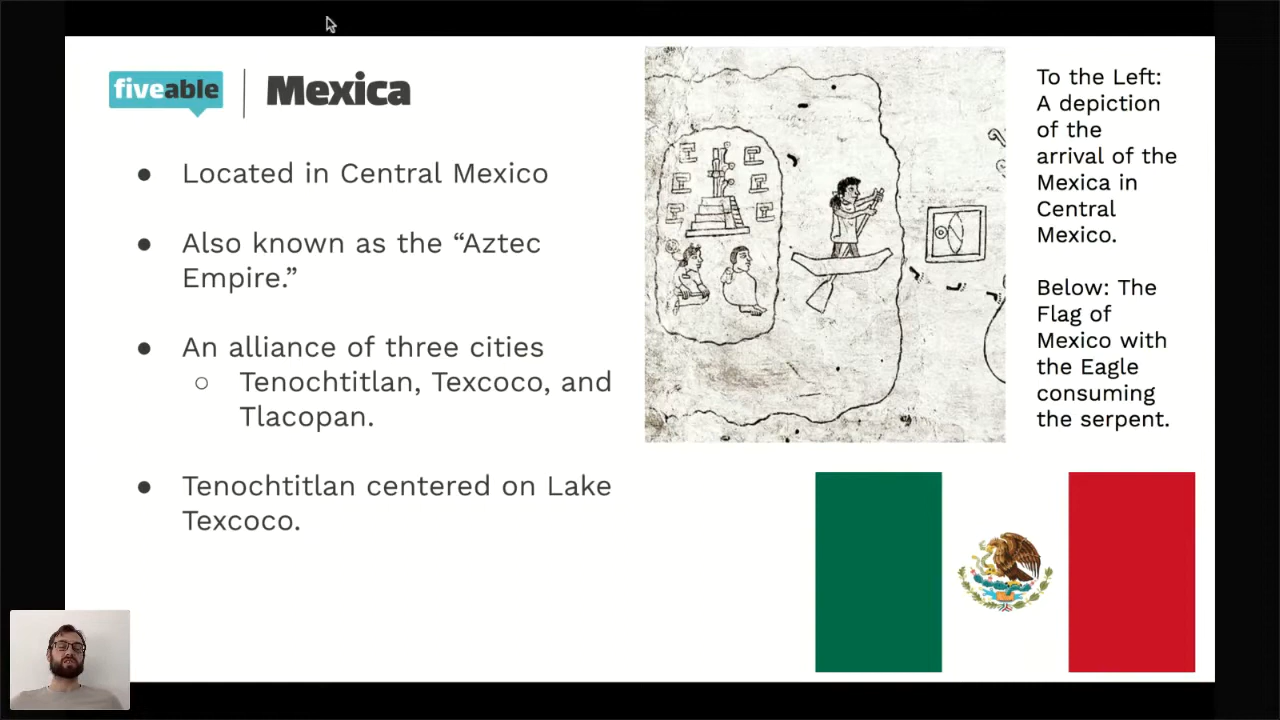 fiveable
Mexica
● Located in Central Mexico
● Also known as the “Aztec
Empire.”
● An alliance of three cities
○ Tenochtitlan, Texcoco, and
Tlacopan.
● Tenochtitlan centered on Lake
Texcoco.
To the Left:
A depiction
of the
arrival of the
Mexica in
Central
Mexico.
Below: The
Flag of
Mexico with
the Eagle
consuming
the serpent.